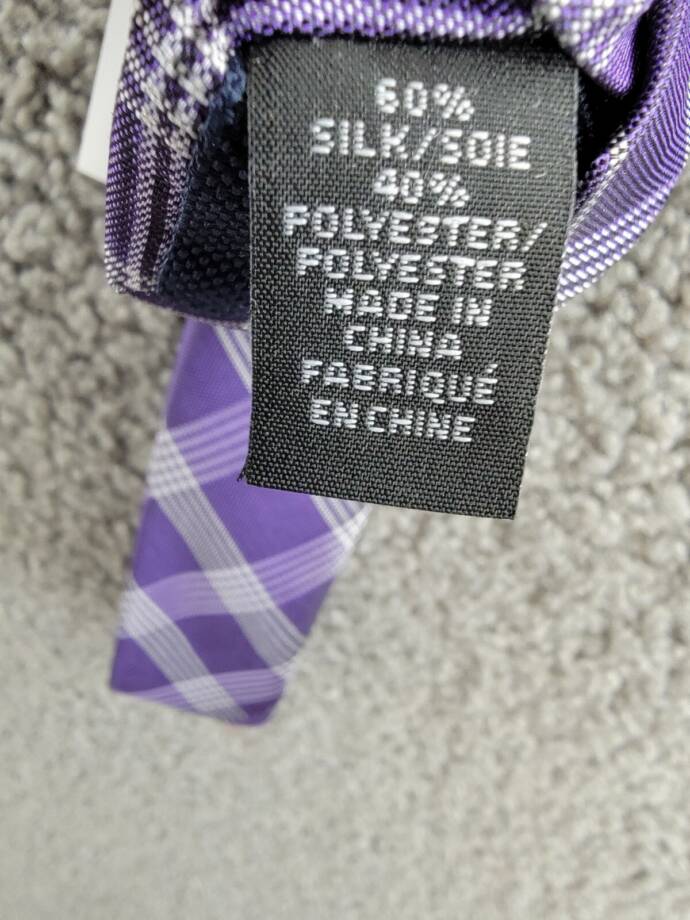 60%
SILK/SOIE
40%
POLYESTER/
POLYESTER
MADE IN
CHINA
FABRIQUÉ
EN CHINE